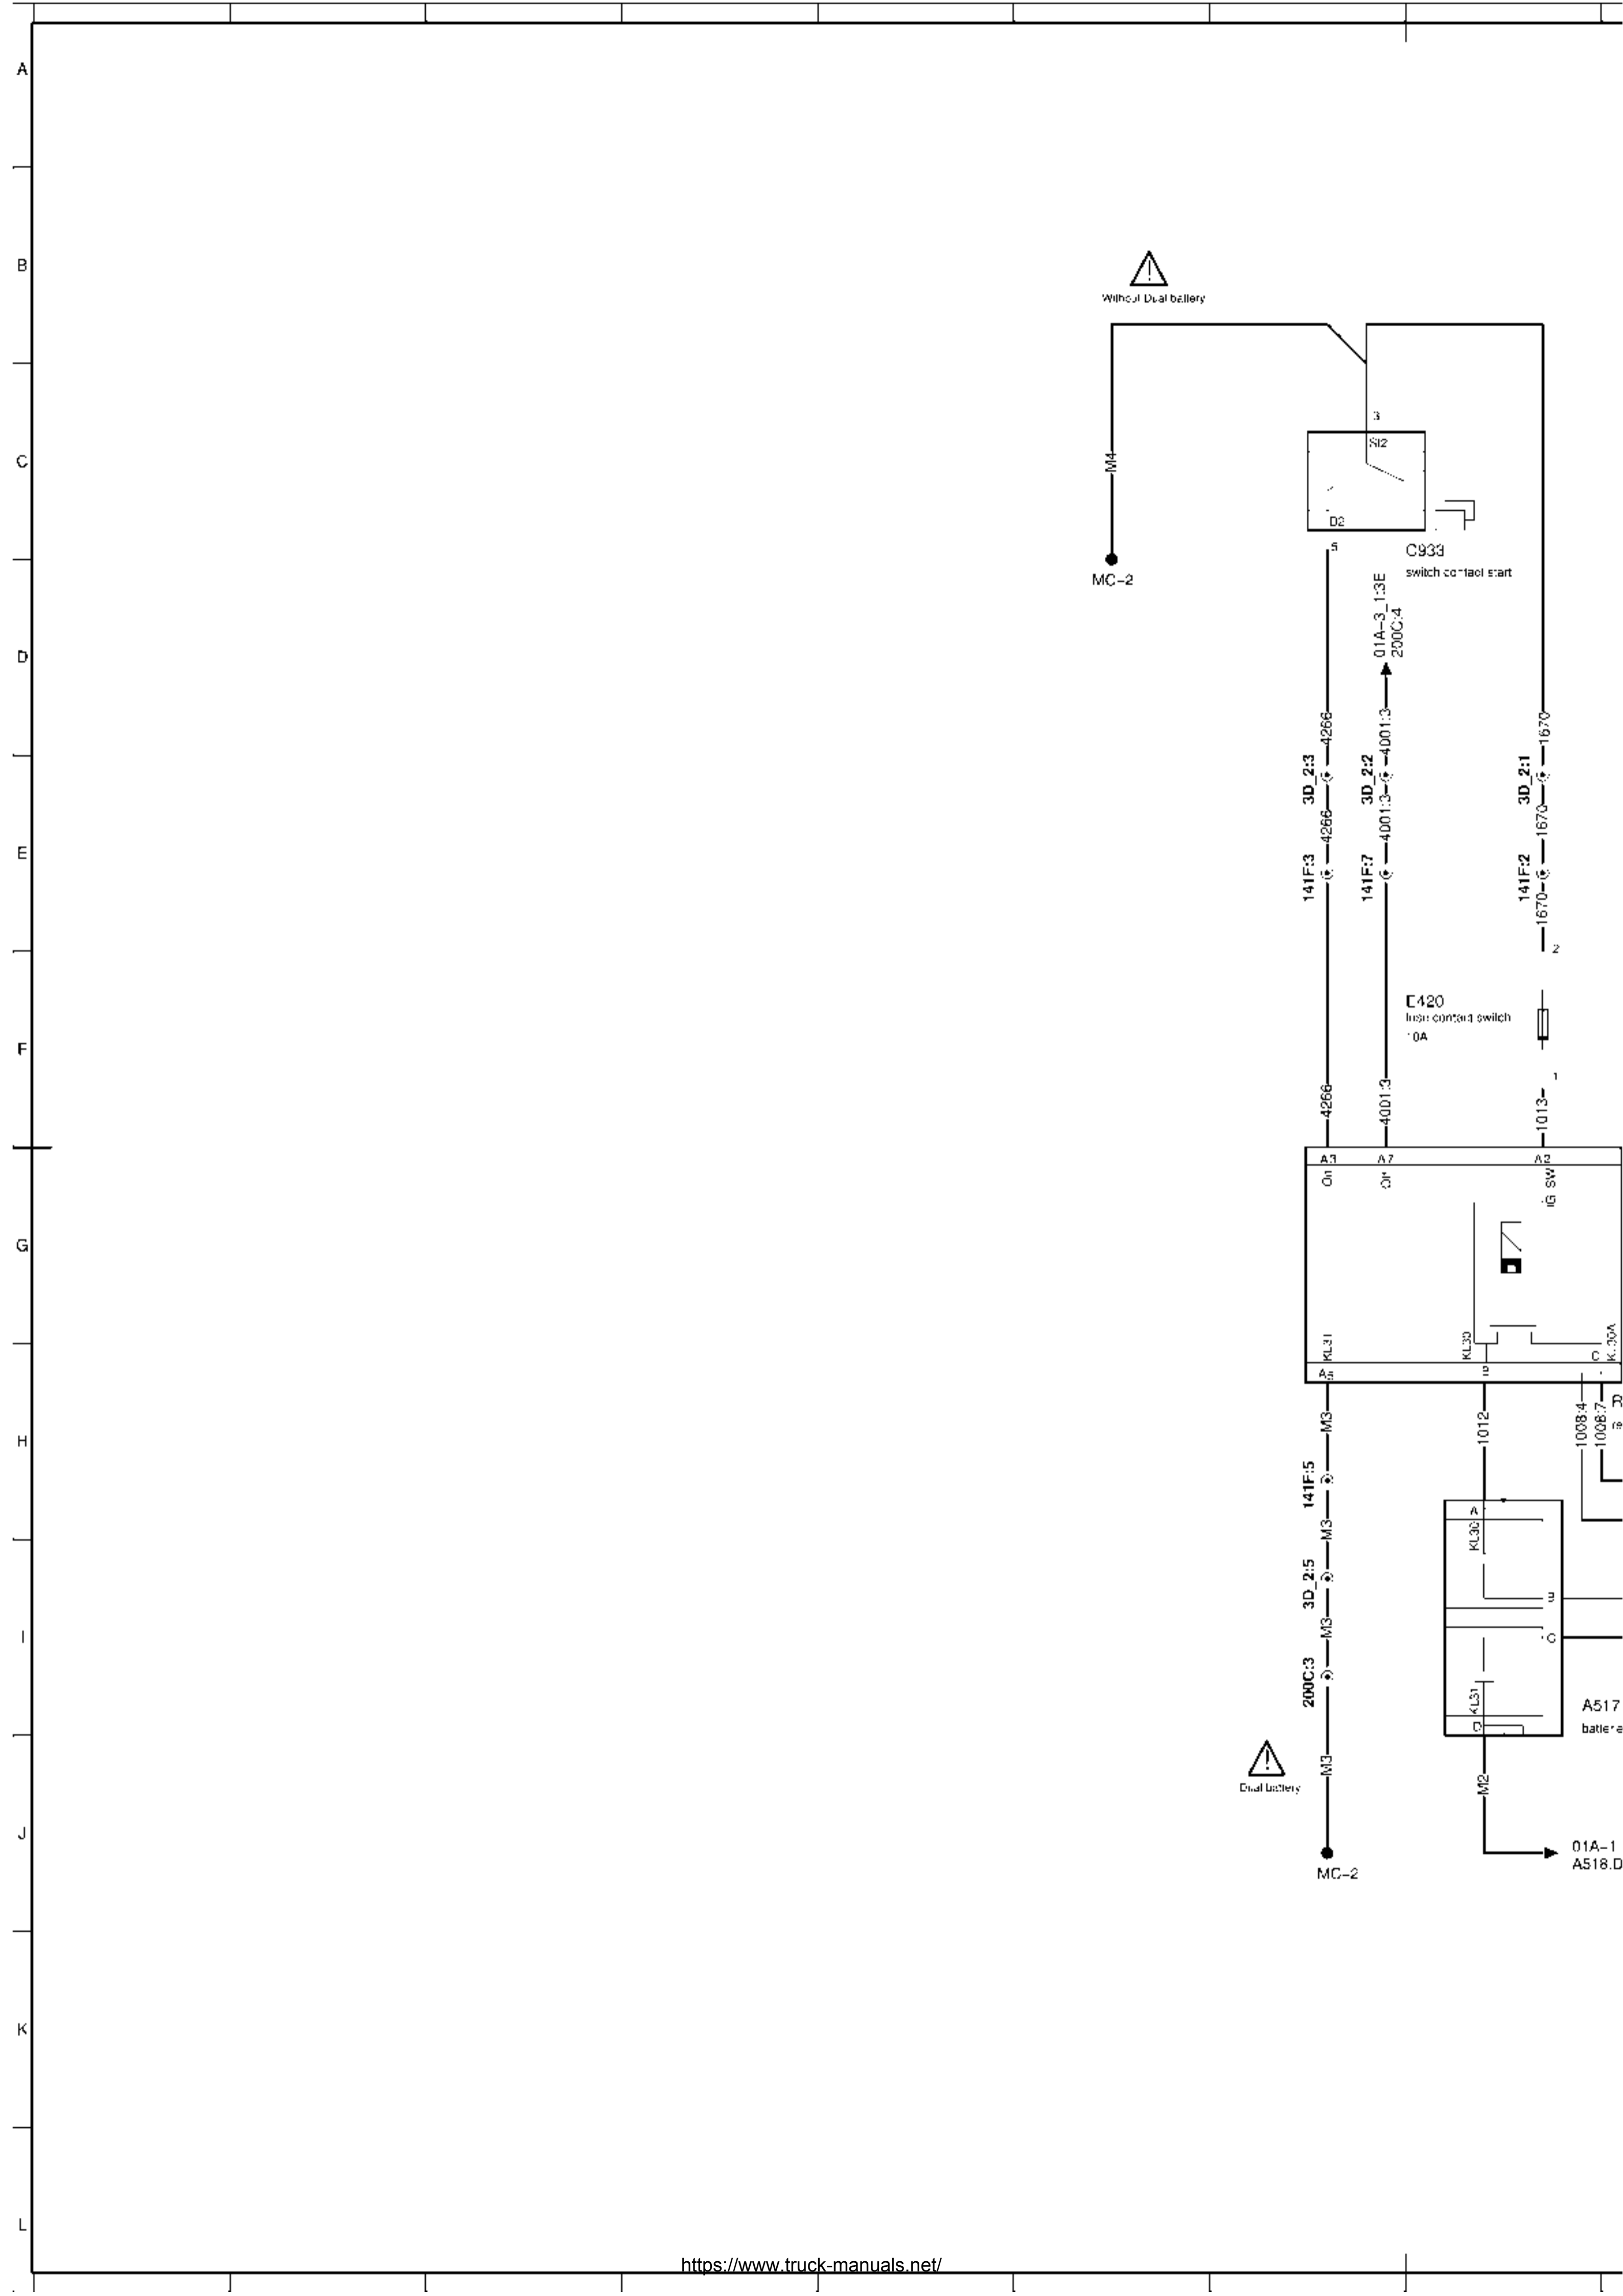 A
B
Without Dual battery
3
SI2
C
M4
D2
5
C933
switch contact start
MC-2
01A-3_1:3E
200C:4
D
4266
4001:3
1670
3D_2:3
3D_2:2
3D_2:1
4266
4001:3
1670
E
141F:3
141F:7
141F:2
1670
2
E420
fuse contact switch
10A
F
1
4266
4001:3
1013
A3
A7
A2
IG SW
G
KL31
KL30
KL30A
C
M3
1012
1008:4
1008:7
H
141F:5
A
M3
KL30
3D_2:5
B
I
M3
C
200C:3
KL31
A517
D
M3
Dual battery
M2
J
01A-1
A518.D
MC-2
K
L
https://www.truck-manuals.net/